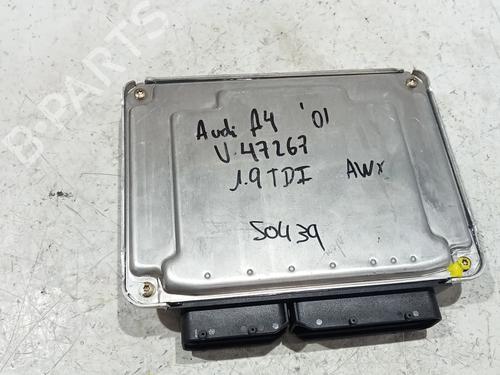 Audi A4 '01
V.47267
1.9 TDI AWX
50439
B-PARTS